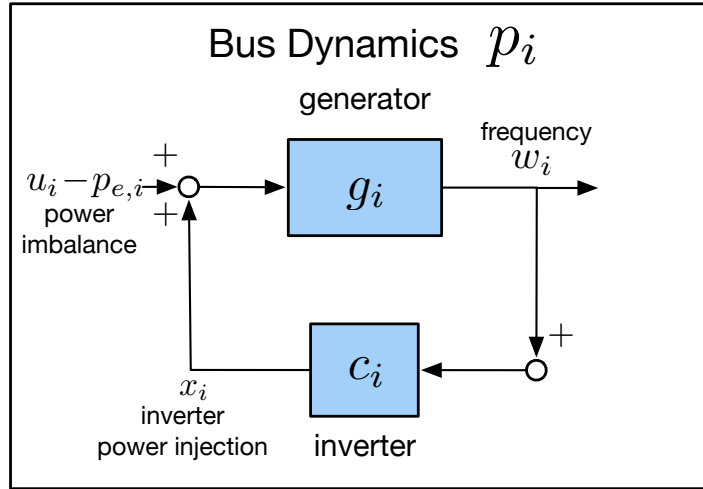 Bus Dynamics p_i
generator
frequency
w_i
+
u_i − p_{e,i}
+
power
imbalance
g_i
+
x_i
c_i
inverter
power injection
inverter